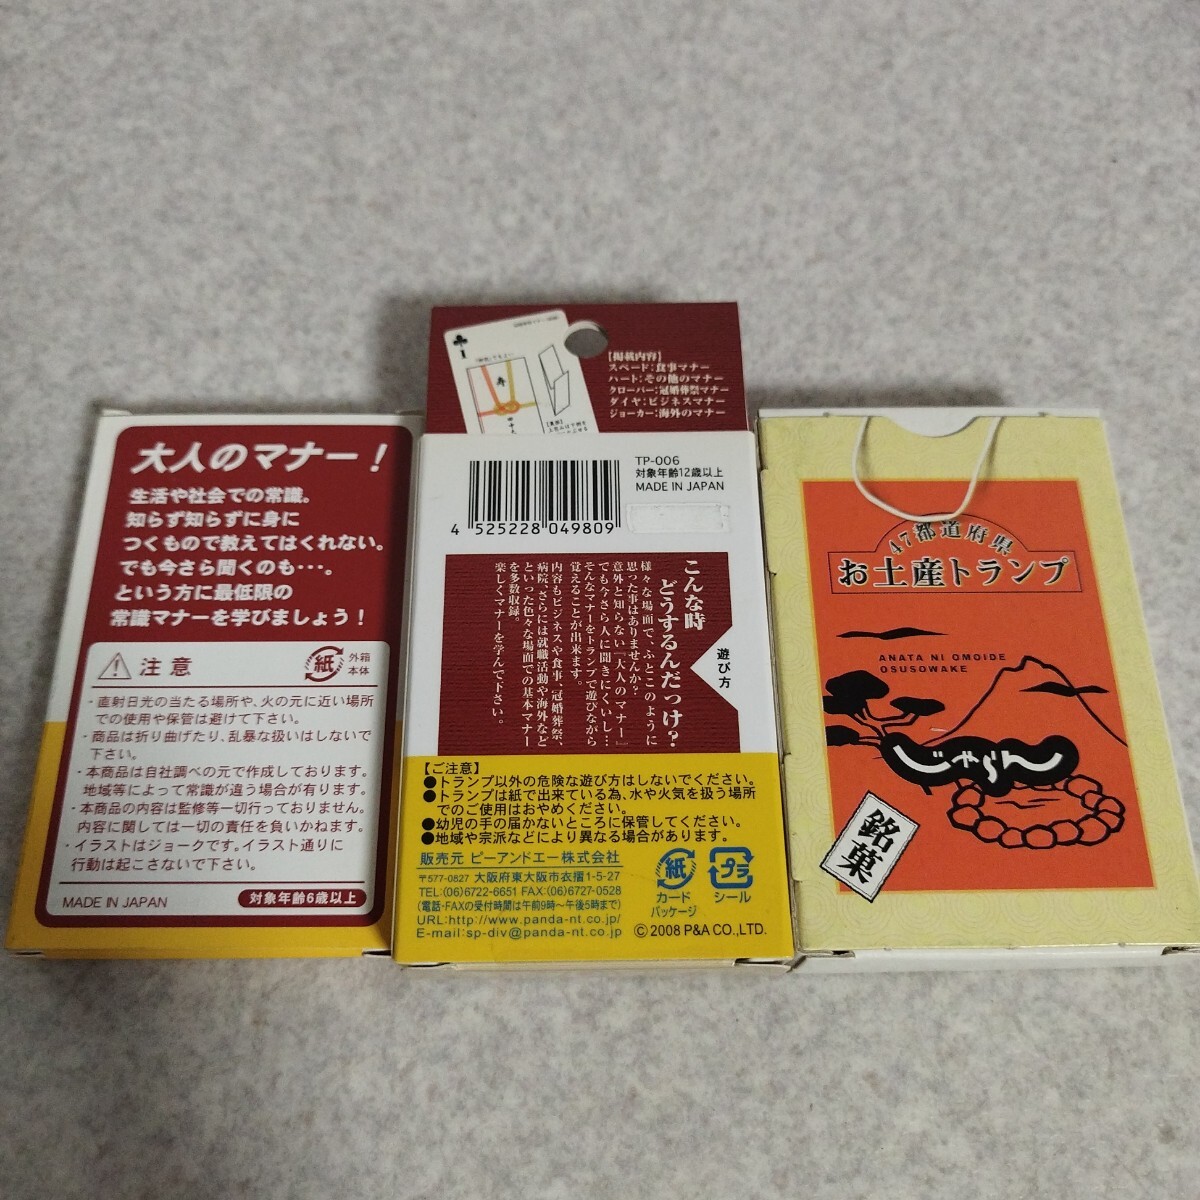 大人のマナー！
生活や社会での常識。
知らず知らずに身に
つくもので教えてはくれない。
でも今さら聞くのも･･･。
という方に最低限の
常識マナーを学びましょう！
注意
紙
外箱
本体
・直射日光の当たる場所や、火の元に近い場所
での使用や保管は避けて下さい。
・商品は折り曲げたり、乱暴な扱いはしないで
下さい。
・本商品は自社調べの元で作成しております。
地域等によって常識が違う場合が有ります。
・本商品の内容は監修等一切行っておりません。
内容に関しては一切の責任を負いかねます。
・イラストはジョークです。イラスト通りに
行動は起こさないで下さい。
MADE IN JAPAN
対象年齢6歳以上
1
寿
【掲載内容】
スペード：食事マナー
ハート：その他のマナー
クローバー：冠婚葬祭マナー
ダイヤ：ビジネスマナー
ジョーカー：海外のマナー
TP-006
対象年齢12歳以上
MADE IN JAPAN
4 525228 049809
こんな時
どうするんだっけ？
様々な場面で、ふとこのように
思った事はありませんか？
意外と知らない「大人のマナー」
でも今さら人に聞きにくいし…
そんなマナーをトランプで遊びながら
覚えることが出来ます。
内容もビジネスや食事、冠婚葬祭、
病院、さらには就職活動や海外など
といった色々な場面での基本マナー
を多数収録。
楽しくマナーを学んで下さい。
遊び方
【ご注意】
●トランプ以外の危険な遊び方はしないでください。
●トランプは紙で出来ている為、水や火気を扱う場所
でのご使用はおやめください。
●幼児の手の届かないところに保管してください。
●地域や宗派などにより異なる場合があります。
販売元 ピーアンドエー株式会社
〒577-0827 大阪府東大阪市衣摺1-5-27
TEL:(06)6722-6651 FAX:(06)6727-0528
(電話・FAXの受付時間は午前9時〜午後5時まで)
URL:http://www.panda-nt.co.jp
E-mail:sp-div@panda-nt.co.jp
紙
カード
パッケージ
プラ
シール
©2008 P&A CO.,LTD.
47都道府県
お土産トランプ
ANATA NI OMOIDE
OSUSOWAKE
じゃらん
銘菓